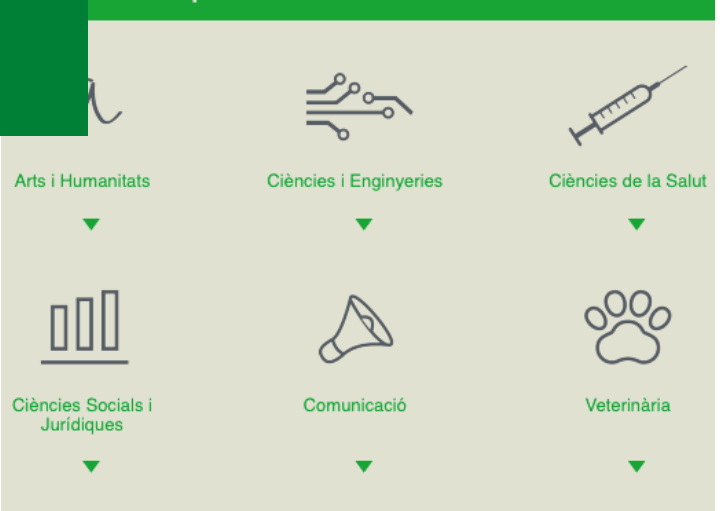 Arts i Humanitats
Ciències i Enginyeries
Ciències de la Salut
Ciències Socials i
Jurídiques
Comunicació
Veterinària